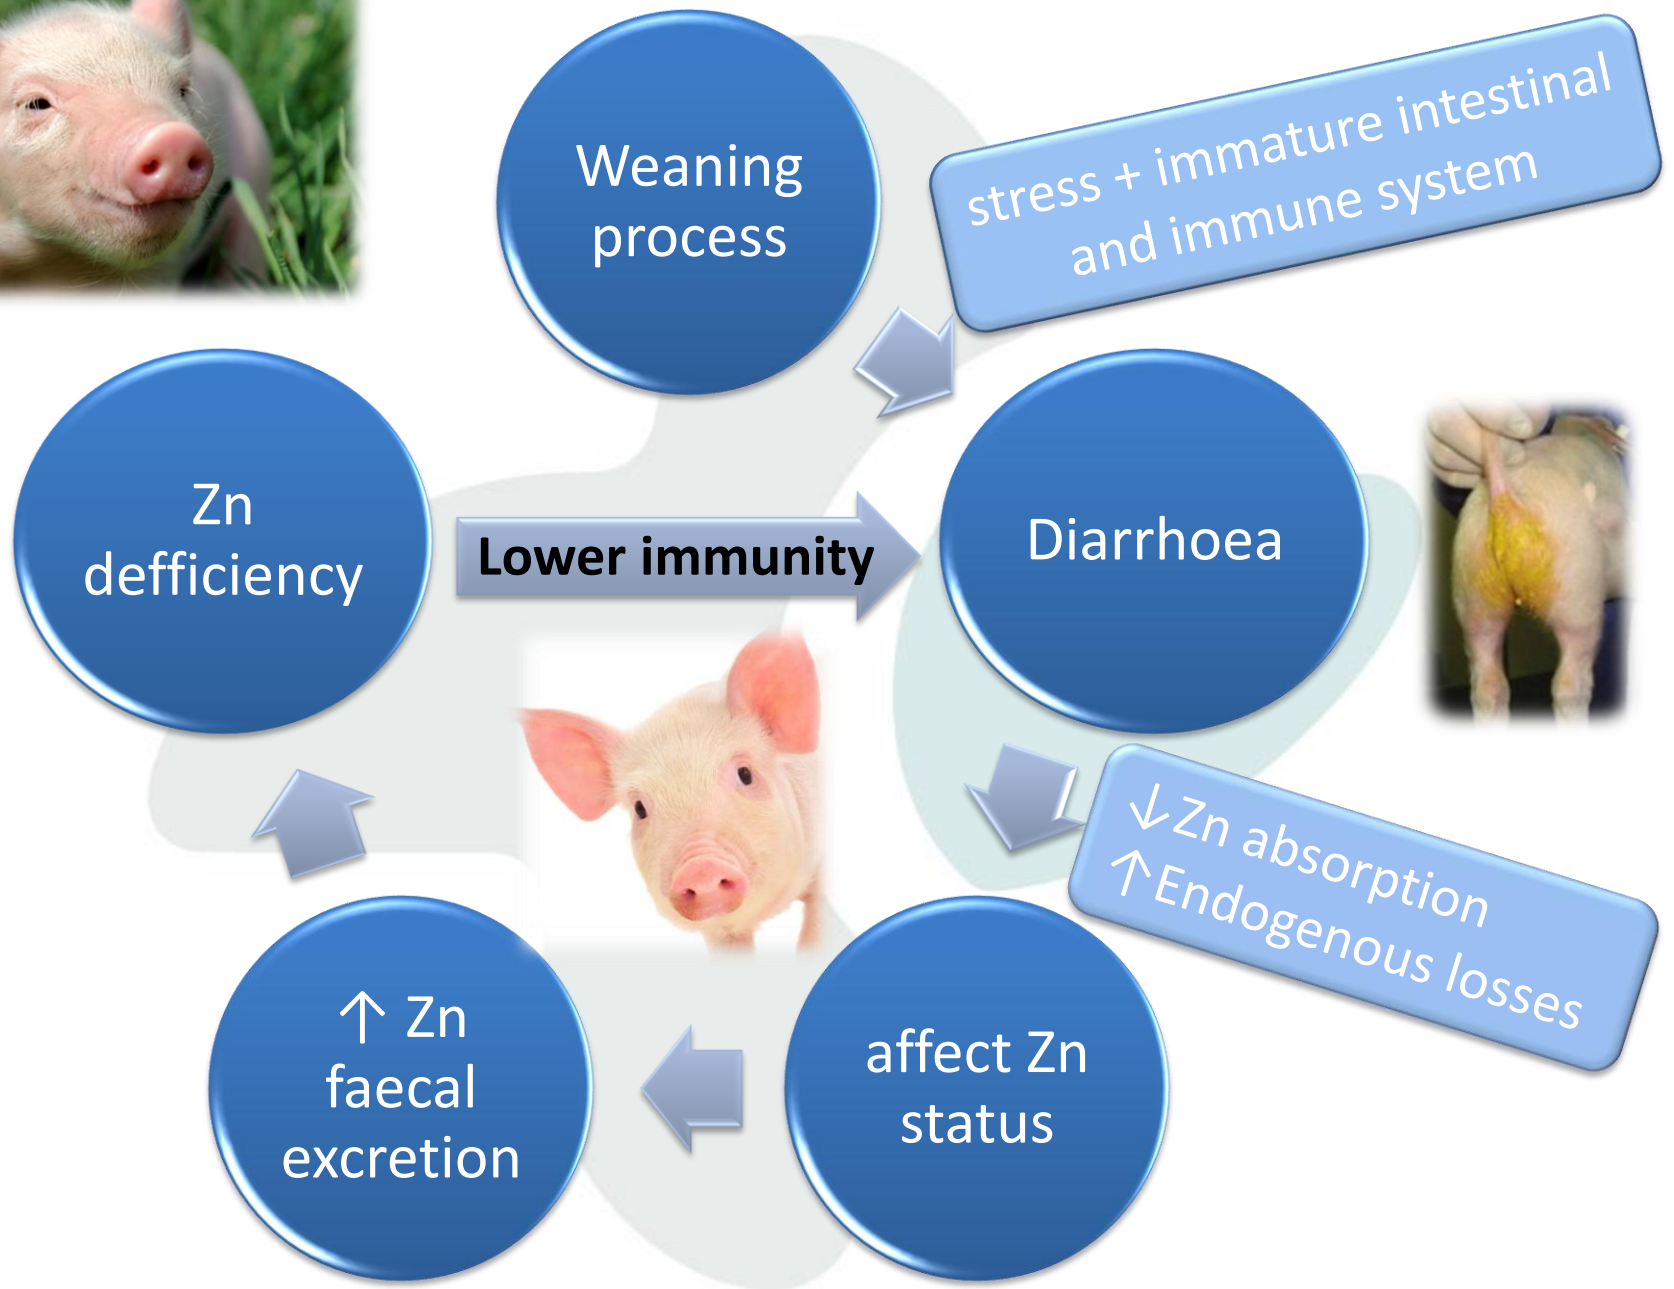 Weaning
process
stress + immature intestinal
and immune system
Zn
defficiency
Lower immunity
Diarrhoea
↓Zn absorption
↑Endogenous losses
↑ Zn
faecal
excretion
affect Zn
status